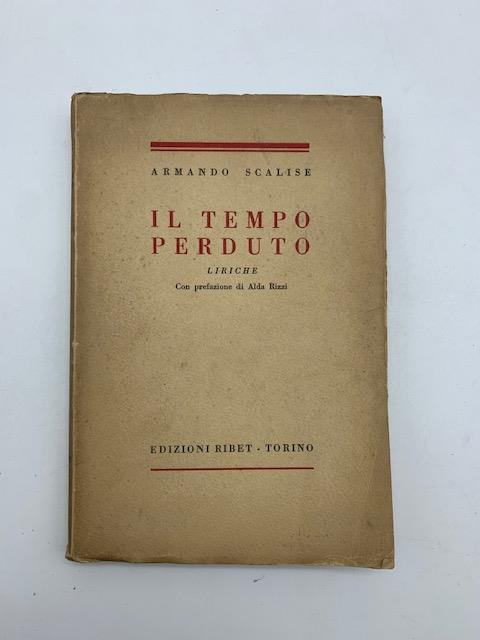 ARMANDO SCALISE
IL TEMPO
PERDUTO
LIRICHE
Con prefazione di Alda Rizzi
EDIZIONI RIBET - TORINO